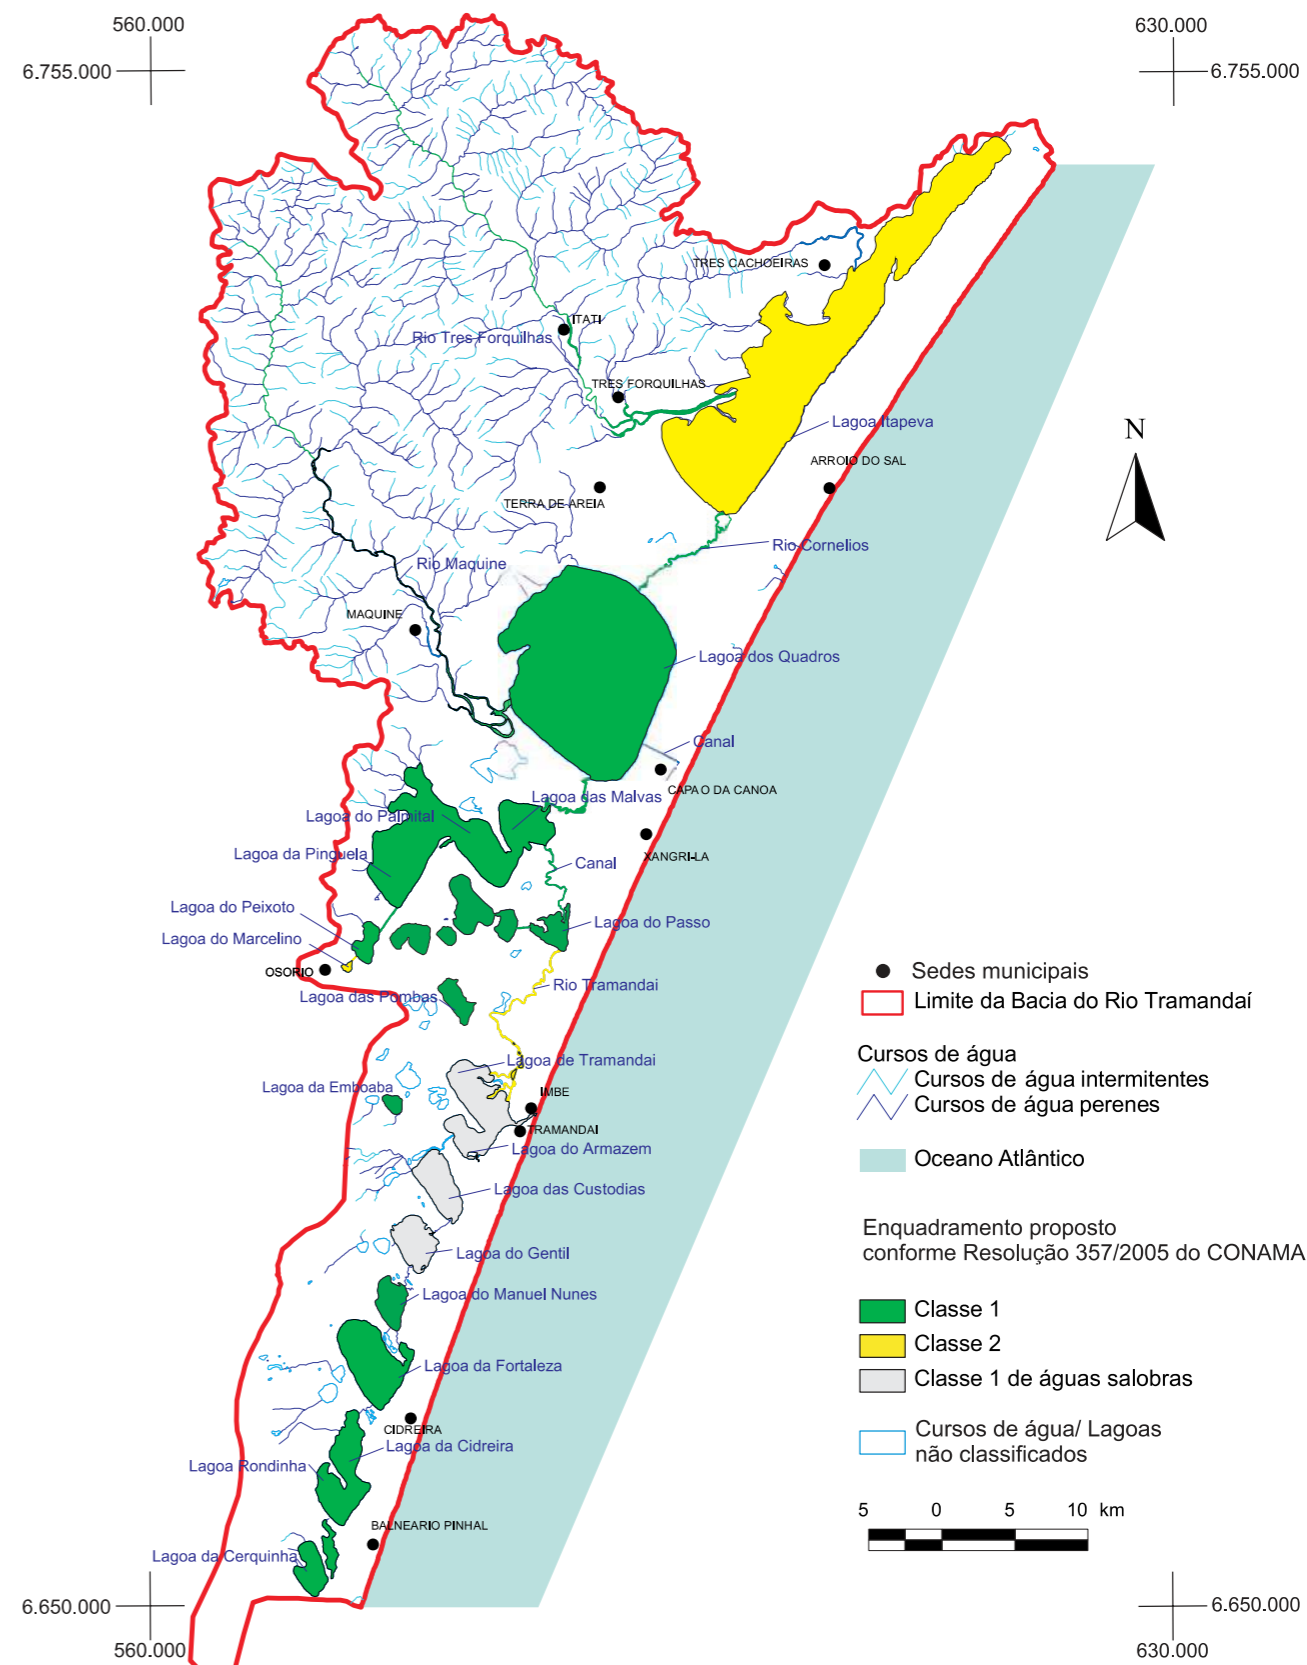 560.000
630.000
6.755.000
6.755.000
TRES CACHOEIRAS
ITATI
Rio Tres Forquilhas
TRES FORQUILHAS
Lagoa Itapeva
N
ARROIO DO SAL
TERRA DE AREIA
Rio Cornelios
Rio Maquine
MAQUINE
Lagoa dos Quadros
Canal
CAPAO DA CANOA
Lagoa das Malvas
Lagoa do Palmital
XANGRI-LA
Lagoa da Pinguela
Canal
Lagoa do Peixoto
Lagoa do Passo
Lagoa do Marcelino
OSORIO
Rio Tramandai
Lagoa das Pombas
Lagoa de Tramandai
Lagoa da Emboaba
IMBE
TRAMANDAI
Lagoa do Armazem
Lagoa das Custodias
Lagoa do Gentil
Lagoa do Manuel Nunes
Lagoa da Fortaleza
CIDREIRA
Lagoa da Cidreira
Lagoa Rondinha
BALNEARIO PINHAL
Lagoa da Cerquinha
Sedes municipais
Limite da Bacia do Rio Tramandaí
Cursos de água
Cursos de água intermitentes
Cursos de água perenes
Oceano Atlântico
Enquadramento proposto
conforme Resolução 357/2005 do CONAMA
Classe 1
Classe 2
Classe 1 de águas salobras
Cursos de água/ Lagoas
não classificados
5 0 5 10 km
6.650.000
6.650.000
560.000
630.000